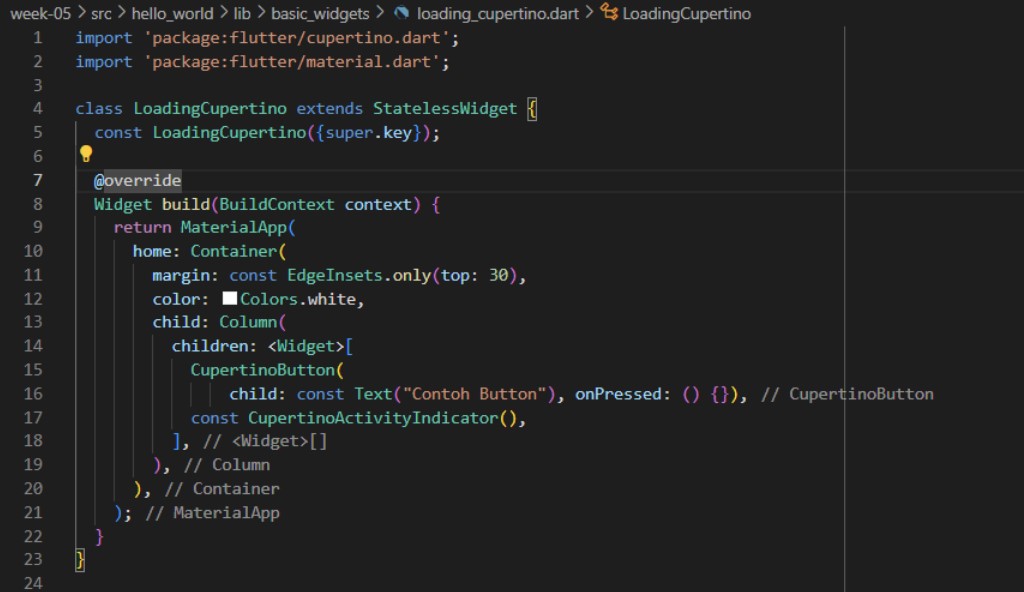 week-05 > src > hello_world > lib > basic_widgets > loading_cupertino.dart > LoadingCupertino
1 import 'package:flutter/cupertino.dart';
2 import 'package:flutter/material.dart';
3
4 class LoadingCupertino extends StatelessWidget {
5   const LoadingCupertino({super.key});
6
7   @override
8   Widget build(BuildContext context) {
9     return MaterialApp(
10       home: Container(
11         margin: const EdgeInsets.only(top: 30),
12         color: Colors.white,
13         child: Column(
14           children: <Widget>[
15             CupertinoButton(
16                 child: const Text("Contoh Button"), onPressed: () {}), // CupertinoButton
17             const CupertinoActivityIndicator(),
18           ], // <Widget>[]
19         ), // Column
20       ), // Container
21     ); // MaterialApp
22   }
23 }
24